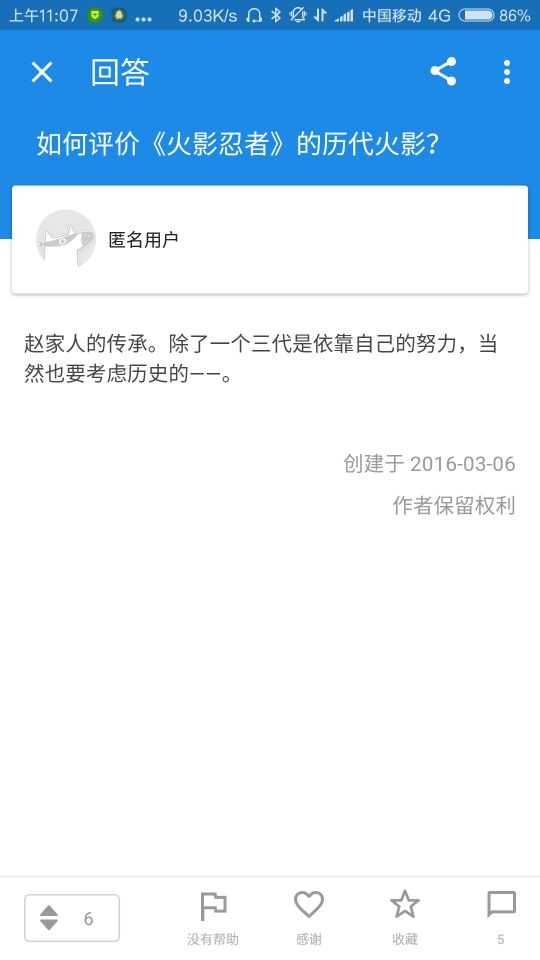 上午11:07 ... 9.03K/s 中国移动 4G 86%
回答
如何评价《火影忍者》的历代火影?
匿名用户
赵家人的传承。除了一个三代是依靠自己的努力，当
然也要考虑历史的——。
创建于 2016-03-06
作者保留权利
6
没有帮助 感谢 收藏 5